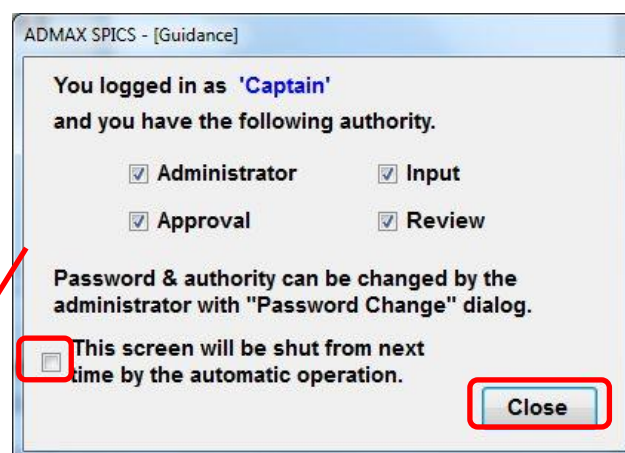 ADMAX SPICS - [Guidance]
You logged in as 'Captain'
and you have the following authority.
Administrator Input
Approval Review
Password & authority can be changed by the
administrator with "Password Change" dialog.
This screen will be shut from next
time by the automatic operation.
Close